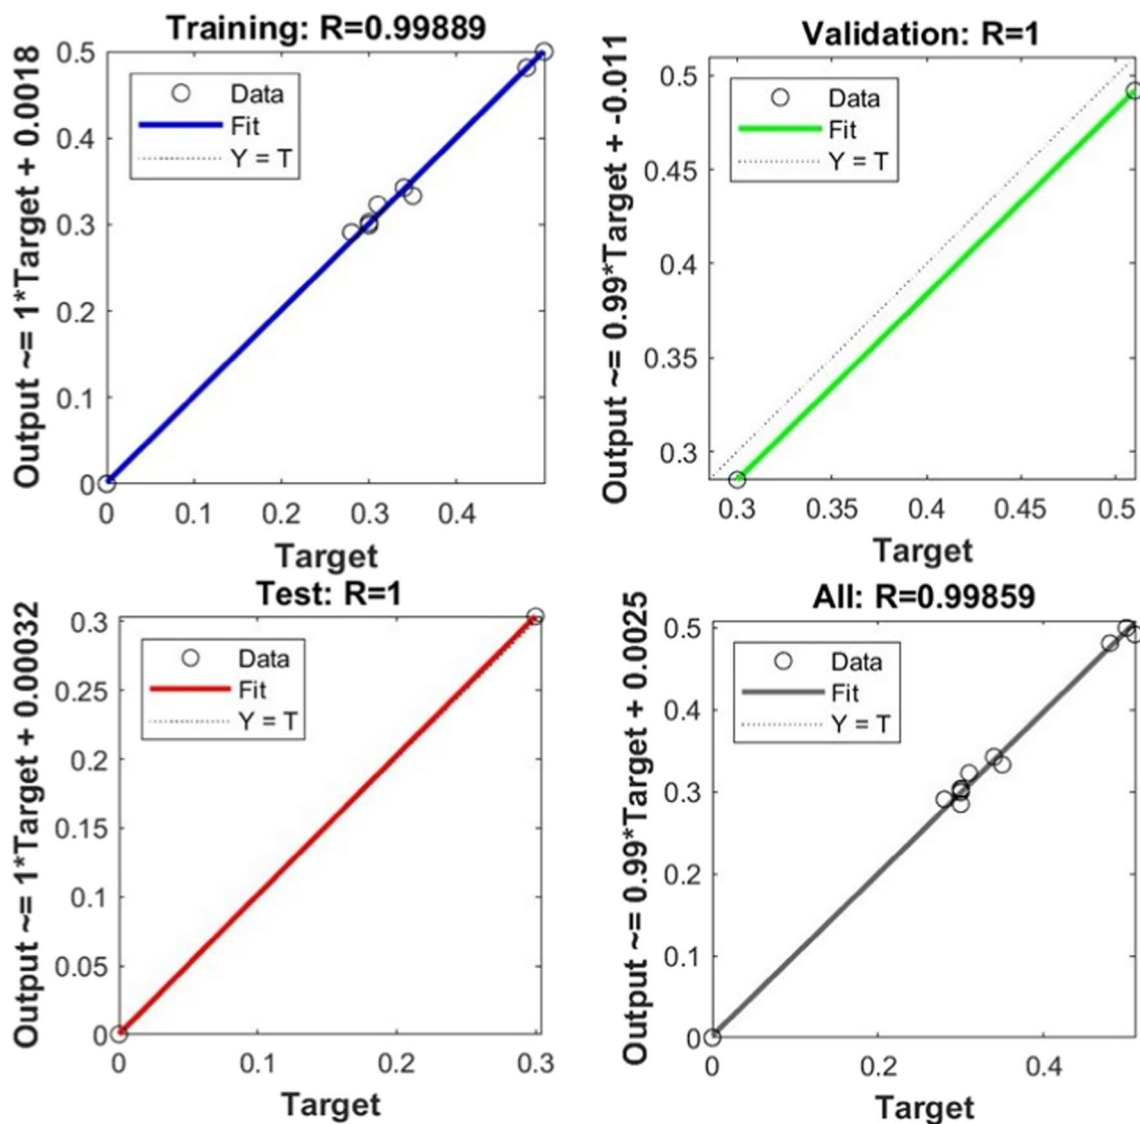 Training: R=0.99889
Output ~= 1*Target + 0.0018
Data
Fit
Y = T
0.5
0.4
0.3
0.2
0.1
0
0
0.1
0.2
0.3
0.4
Target
Validation: R=1
Output ~= 0.99*Target + -0.011
Data
Fit
Y = T
0.5
0.45
0.4
0.35
0.3
0.3
0.35
0.4
0.45
0.5
Target
Test: R=1
Output ~= 1*Target + 0.00032
Data
Fit
Y = T
0.3
0.25
0.2
0.15
0.1
0.05
0
0
0.1
0.2
0.3
Target
All: R=0.99859
Output ~= 0.99*Target + 0.0025
Data
Fit
Y = T
0.5
0.4
0.3
0.2
0.1
0
0
0.2
0.4
Target